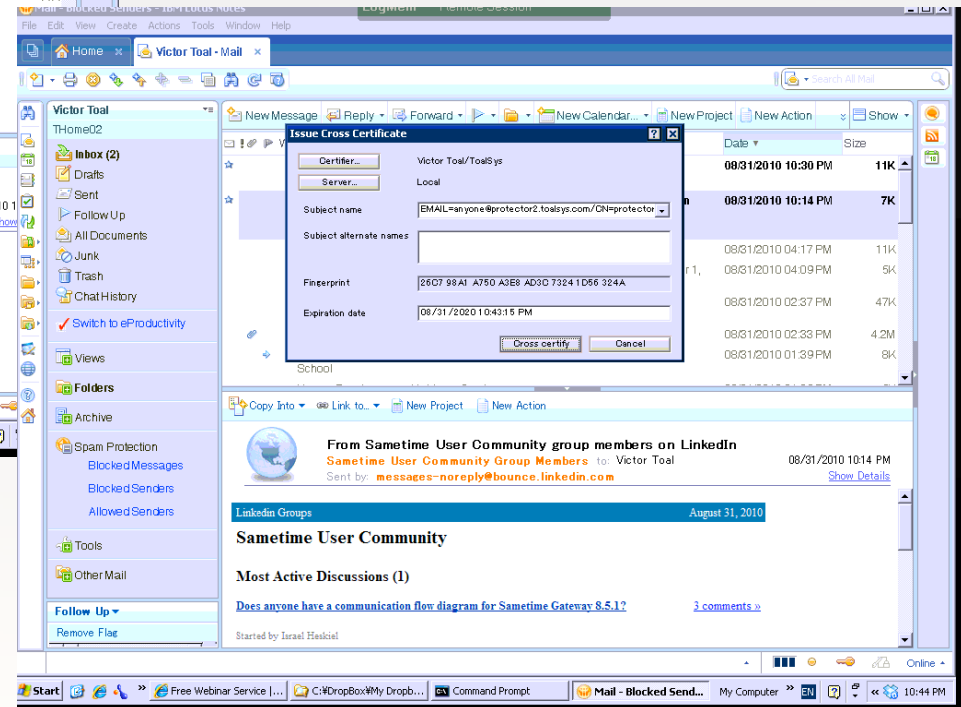 Mail - Blocked Senders - IBM Lotus Notes
LogMeIn - Remote Session
File Edit View Create Actions Tools Window Help
Home
Victor Toal - Mail
Search All Mail
Victor Toal
THome02
New Message Reply Forward New Calendar... New Project New Action Show
Date Size
Inbox (2)
Drafts
Sent
Follow Up
All Documents
Junk
Trash
Chat History
Switch to eProductivity
Views
Folders
Archive
Spam Protection
Blocked Messages
Blocked Senders
Allowed Senders
Tools
Other Mail
Follow Up
Remove Flag
Issue Cross Certificate
Certifier... Victor Toal/ToalSys
Server... Local
Subject name EMAIL=anyone@protector2.toalsys.com/CN=protector
Subject alternate names
Fingerprint 26C7 98A1 A750 A3E8 AD3C 7324 1D56 324A
Expiration date 08/31/2020 10:43:15 PM
Cross certify Cancel
08/31/2010 10:30 PM 11K
08/31/2010 10:14 PM 7K
08/31/2010 04:17 PM 11K
08/31/2010 04:09 PM 5K
08/31/2010 02:37 PM 47K
08/31/2010 02:33 PM 4.2M
08/31/2010 01:39 PM 8K
School
Copy Into Link to... New Project New Action
From Sametime User Community group members on LinkedIn
Sametime User Community Group Members to: Victor Toal
08/31/2010 10:14 PM
Sent by: messages-noreply@bounce.linkedin.com
Show Details
Linkedin Groups August 31, 2010
Sametime User Community
Most Active Discussions (1)
Does anyone have a communication flow diagram for Sametime Gateway 8.5.1? 3 comments »
Started by Israel Heskiel
Online
Start » Free Webinar Service |... C:¥DropBox¥My Dropb... Command Prompt Mail - Blocked Send... My Computer » EN « 10:44 PM